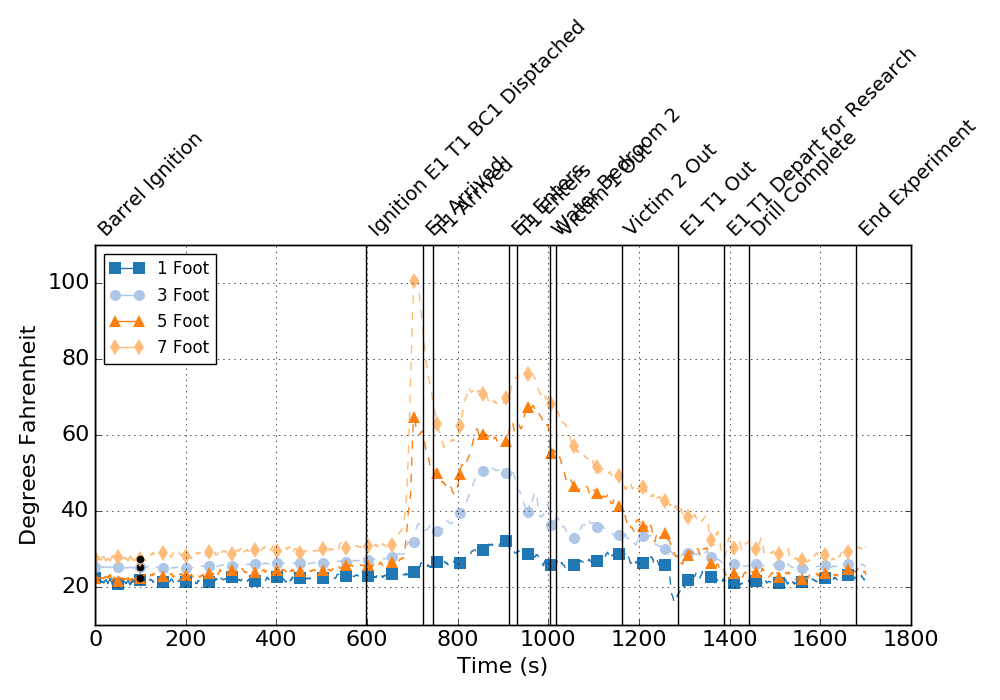 Barrel Ignition
Ignition E1 T1 BC1 Disptached
E1 Arrived
T1 Arrived
E1 Enters
T1 Enters
Water Bedroom 2
Victim 1 Out
Victim 2 Out
E1 T1 Out
E1 T1 Depart for Research
Drill Complete
End Experiment
1 Foot
3 Foot
5 Foot
7 Foot
Degrees Fahrenheit
100
80
60
40
20
0 200 400 600 800 1000 1200 1400 1600 1800
Time (s)